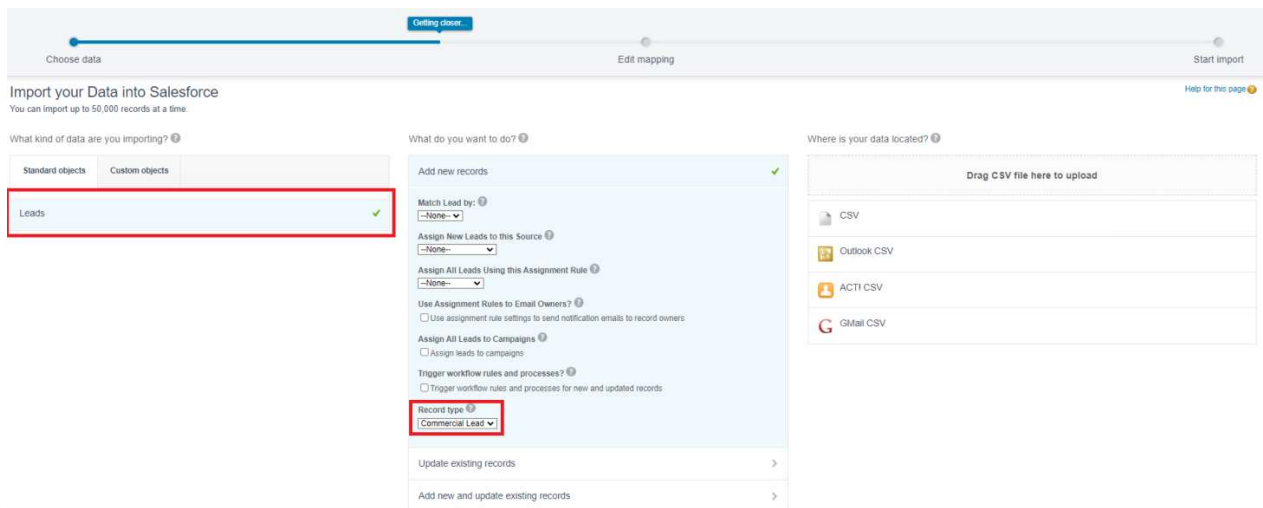 Getting closer...
Choose data
Edit mapping
Start import
Import your Data into Salesforce
You can import up to 50,000 records at a time.
Help for this page
What kind of data are you importing?
Standard objects
Custom objects
Leads
What do you want to do?
Add new records
Match Lead by:
--None--
Assign New Leads to this Source
--None--
Assign All Leads Using this Assignment Rule
--None--
Use Assignment Rules to Email Owners?
Use assignment rule settings to send notification emails to record owners
Assign All Leads to Campaigns
Assign leads to campaigns
Trigger workflow rules and processes?
Trigger workflow rules and processes for new and updated records
Record type
Commercial Lead
Update existing records
Add new and update existing records
Where is your data located?
Drag CSV file here to upload
CSV
Outlook CSV
ACT! CSV
GMail CSV